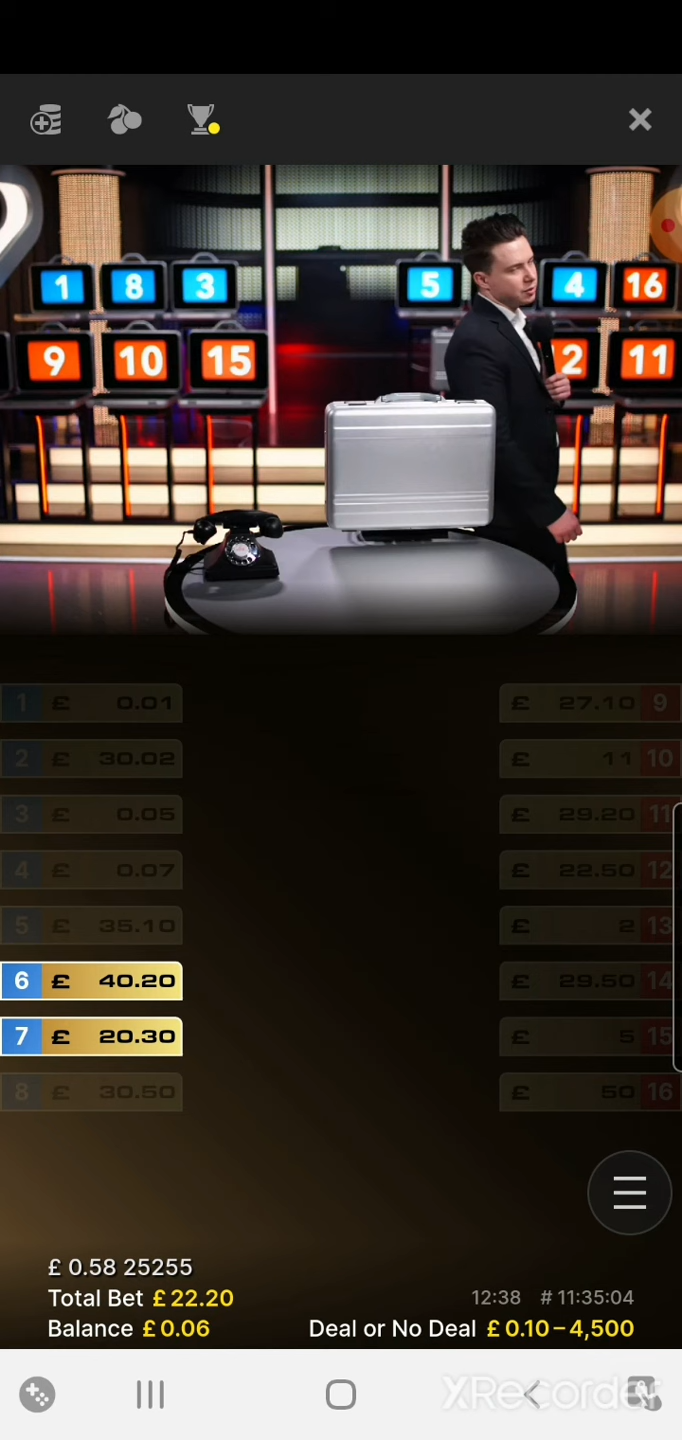 1 8 3 5 4 16
9 10 15 12 11
1 £ 0.01 £ 27.10 9
2 £ 30.02 £ 11 10
3 £ 0.05 £ 29.20 11
4 £ 0.07 £ 22.50 12
5 £ 35.10 £ 2 13
6 £ 40.20 £ 29.50 14
7 £ 20.30 £ 5 15
8 £ 30.50 £ 50 16
£ 0.58 25255
Total Bet £ 22.20 12:38 # 11:35:04
Balance £ 0.06 Deal or No Deal £ 0.10 – 4,500
XRecorder